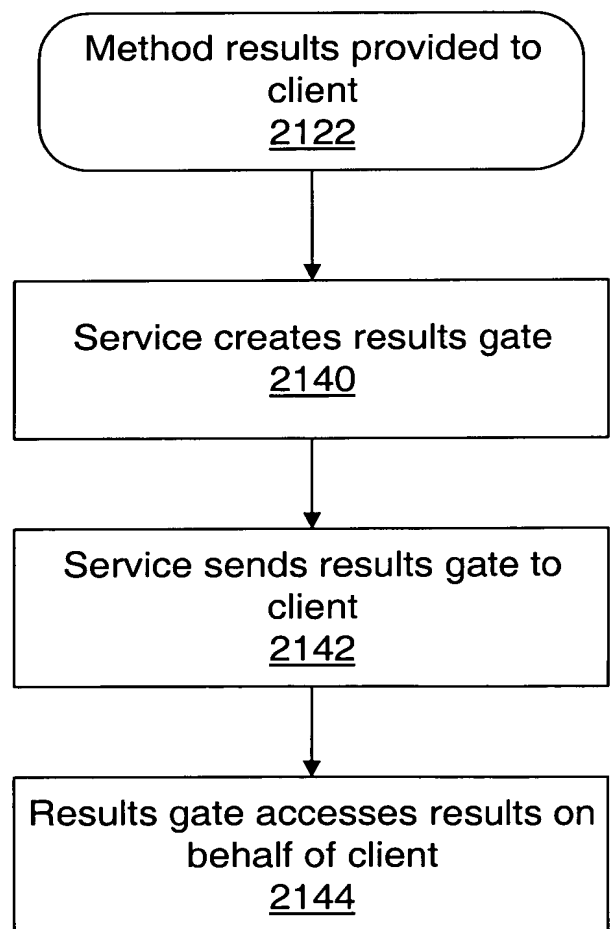 Method results provided to
client
2122
Service creates results gate
2140
Service sends results gate to
client
2142
Results gate accesses results on
behalf of client
2144